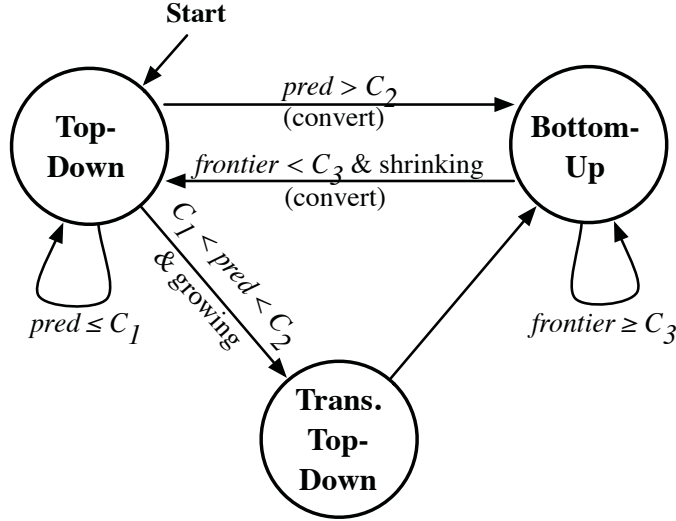 Start
pred > C2
(convert)
Top-
Down
Bottom-
Up
frontier < C3 & shrinking
(convert)
C1 < pred < C2
& growing
pred ≤ C1
frontier ≥ C3
Trans.
Top-
Down